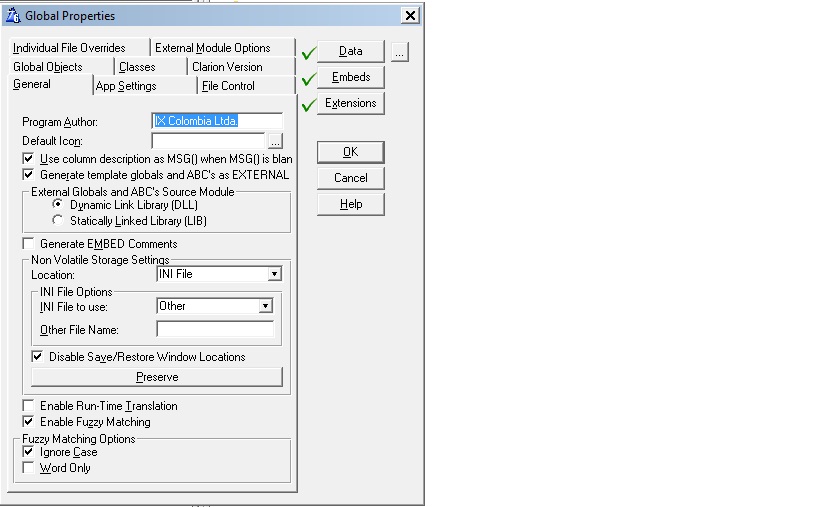 Global Properties
Individual File Overrides External Module Options
Global Objects Classes Clarion Version
General App Settings File Control
Data ...
Embeds
Extensions
Program Author: IX Colombia Ltda.
Default Icon: ...
Use column description as MSG() when MSG() is blan
Generate template globals and ABC's as EXTERNAL
External Globals and ABC's Source Module
Dynamic Link Library (DLL)
Statically Linked Library (LIB)
OK
Cancel
Help
Generate EMBED Comments
Non Volatile Storage Settings
Location: INI File
INI File Options
INI File to use: Other
Other File Name:
Disable Save/Restore Window Locations
Preserve
Enable Run-Time Translation
Enable Fuzzy Matching
Fuzzy Matching Options
Ignore Case
Word Only